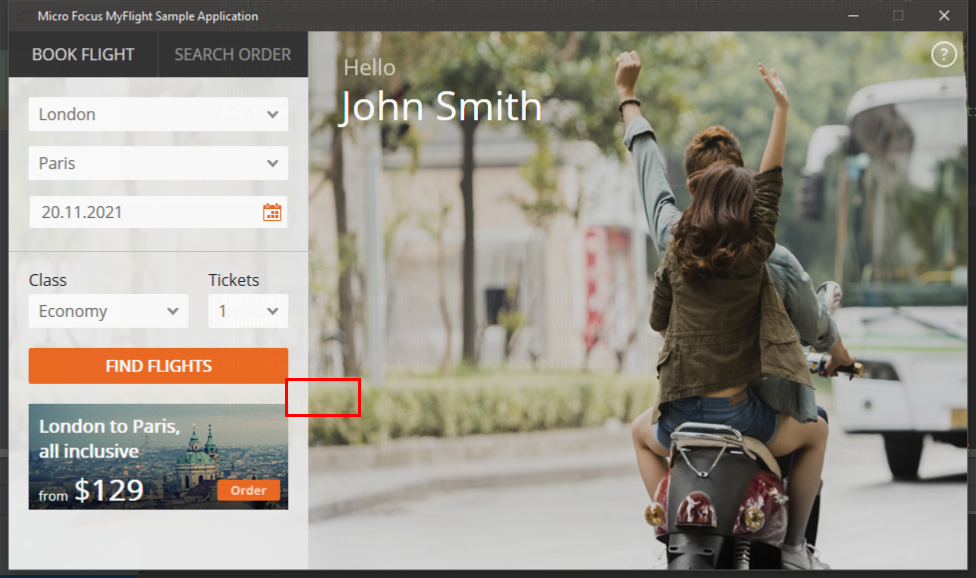 Micro Focus MyFlight Sample Application
BOOK FLIGHT
SEARCH ORDER
London
Paris
20.11.2021
Class
Tickets
Economy
1
FIND FLIGHTS
London to Paris,
all inclusive
from $129
Order
Hello
John Smith
?